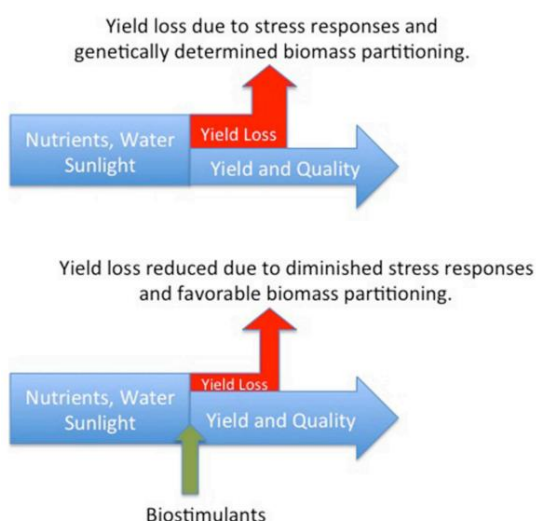 Yield loss due to stress responses and
genetically determined biomass partitioning.
Nutrients, Water
Sunlight
Yield Loss
Yield and Quality
Yield loss reduced due to diminished stress responses
and favorable biomass partitioning.
Nutrients, Water
Sunlight
Yield Loss
Yield and Quality
Biostimulants